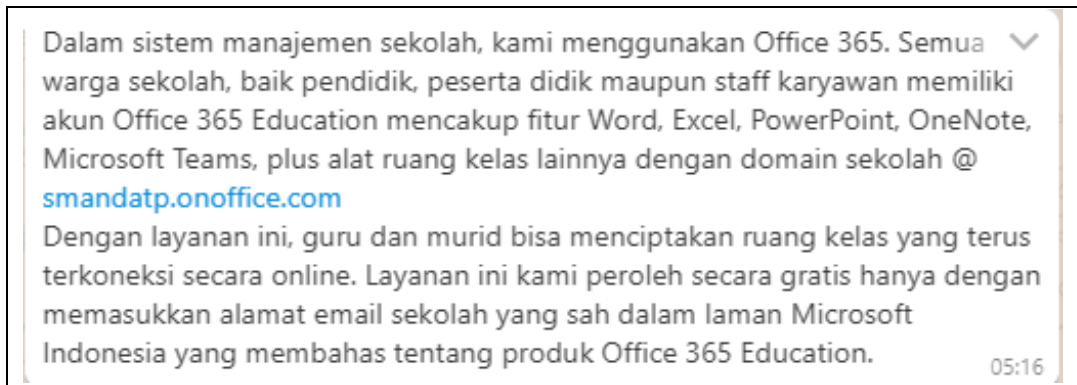 Dalam sistem manajemen sekolah, kami menggunakan Office 365. Semua
warga sekolah, baik pendidik, peserta didik maupun staff karyawan memiliki
akun Office 365 Education mencakup fitur Word, Excel, PowerPoint, OneNote,
Microsoft Teams, plus alat ruang kelas lainnya dengan domain sekolah @
smandatp.onoffice.com
Dengan layanan ini, guru dan murid bisa menciptakan ruang kelas yang terus
terkoneksi secara online. Layanan ini kami peroleh secara gratis hanya dengan
memasukkan alamat email sekolah yang sah dalam laman Microsoft
Indonesia yang membahas tentang produk Office 365 Education.
05:16